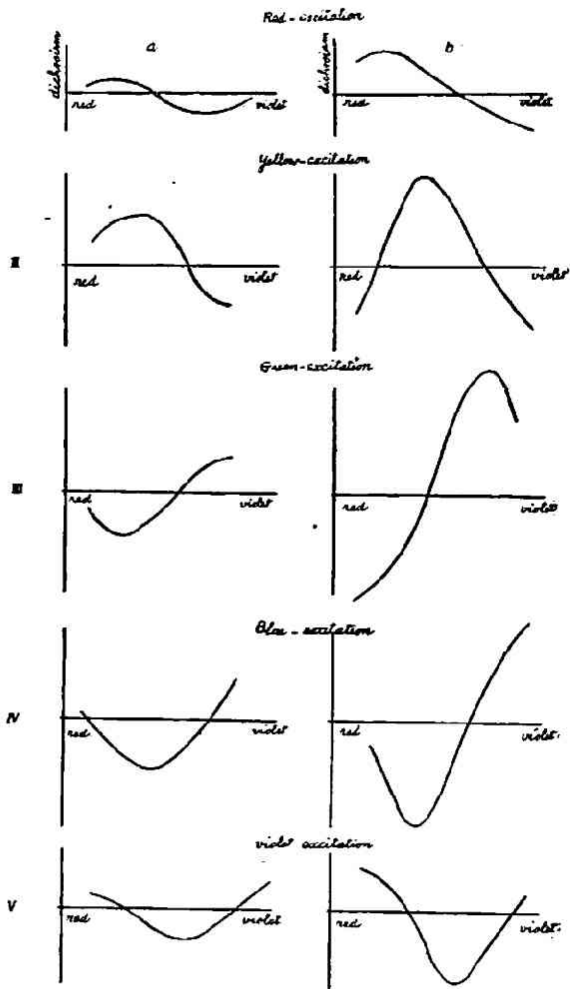 Red-excitation
a b
dichroism dichroism
red violet red violet
Yellow-excitation
II
red violet red violet
Green-excitation
III
red violet red violet
Blue-excitation
IV
red violet red violet
violet excitation
V
red violet red violet